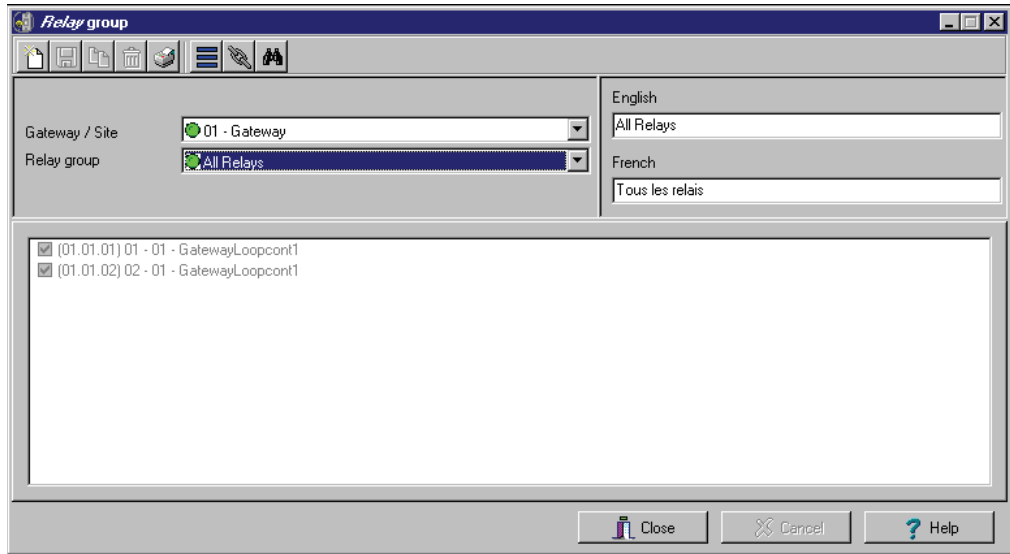 Relay group
English
All Relays
Gateway / Site
01 - Gateway
Relay group
All Relays
French
Tous les relais
(01.01.01) 01 - 01 - GatewayLoopcont1
(01.01.02) 02 - 01 - GatewayLoopcont1
Close
Cancel
Help